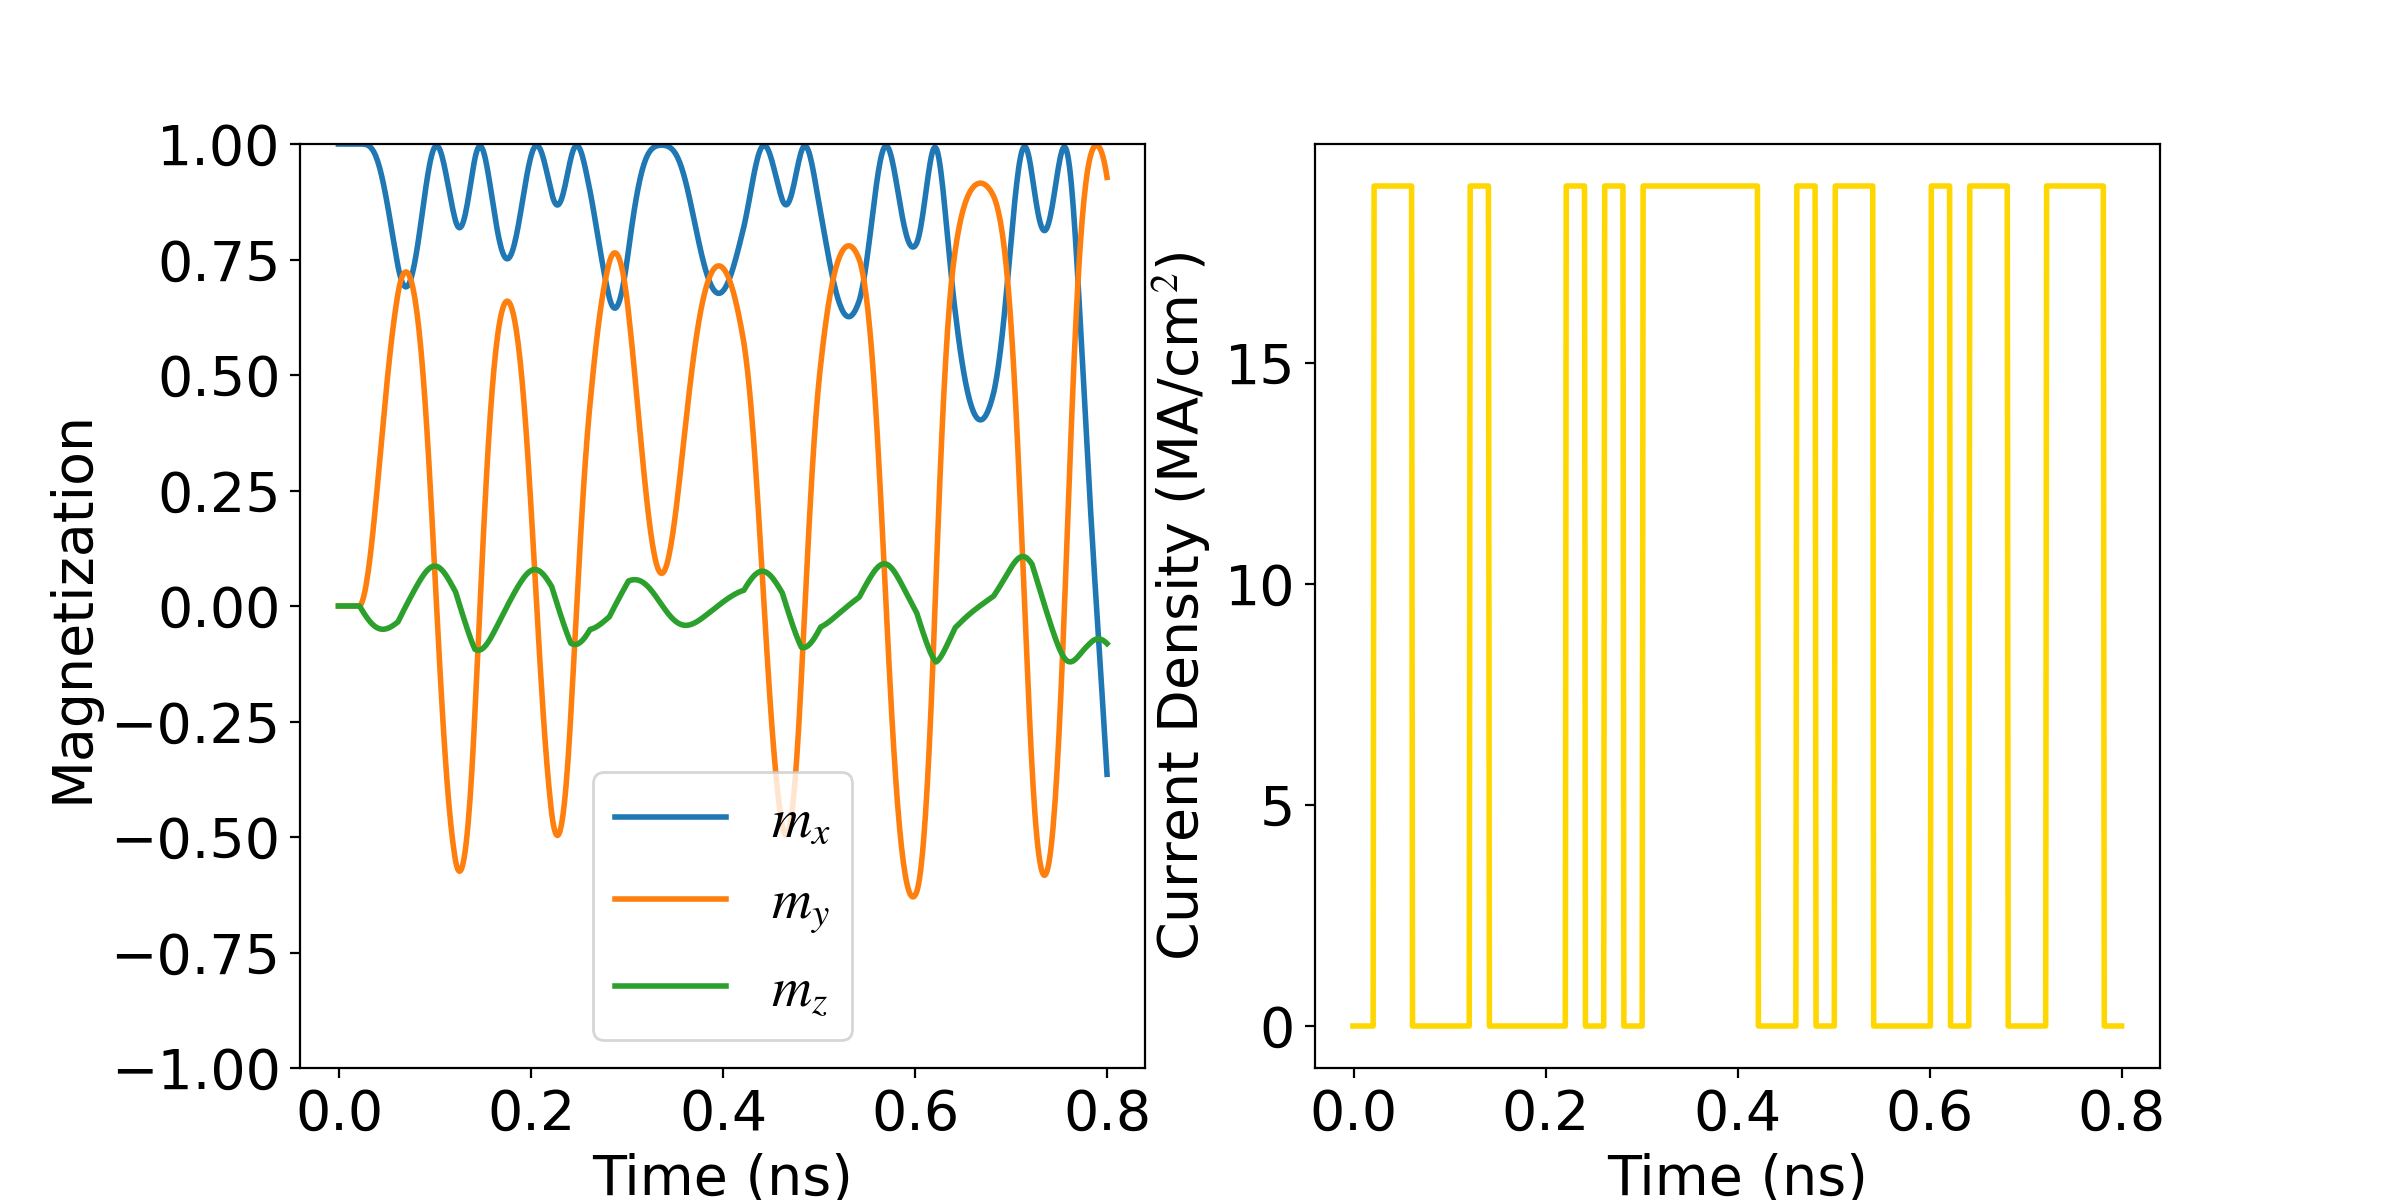 1.00
0.75
0.50
0.25
0.00
−0.25
−0.50
−0.75
−1.00
Magnetization
0.0 0.2 0.4 0.6 0.8
Time (ns)
m_x
m_y
m_z
Current Density (MA/cm²)
15
10
5
0
0.0 0.2 0.4 0.6 0.8
Time (ns)